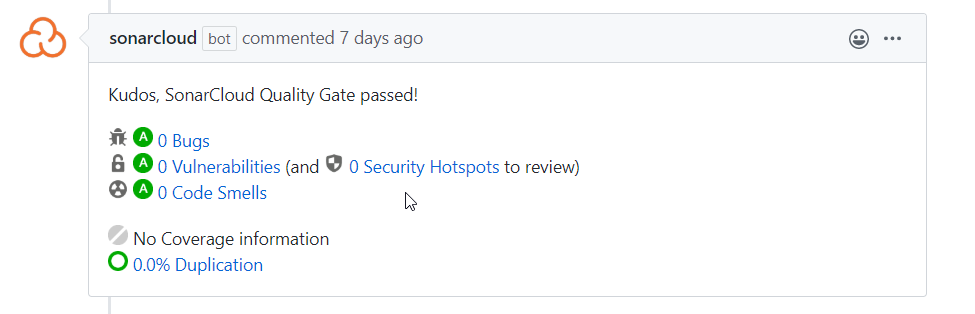 sonarcloud bot commented 7 days ago
Kudos, SonarCloud Quality Gate passed!
A 0 Bugs
A 0 Vulnerabilities (and 0 Security Hotspots to review)
A 0 Code Smells
No Coverage information
0.0% Duplication